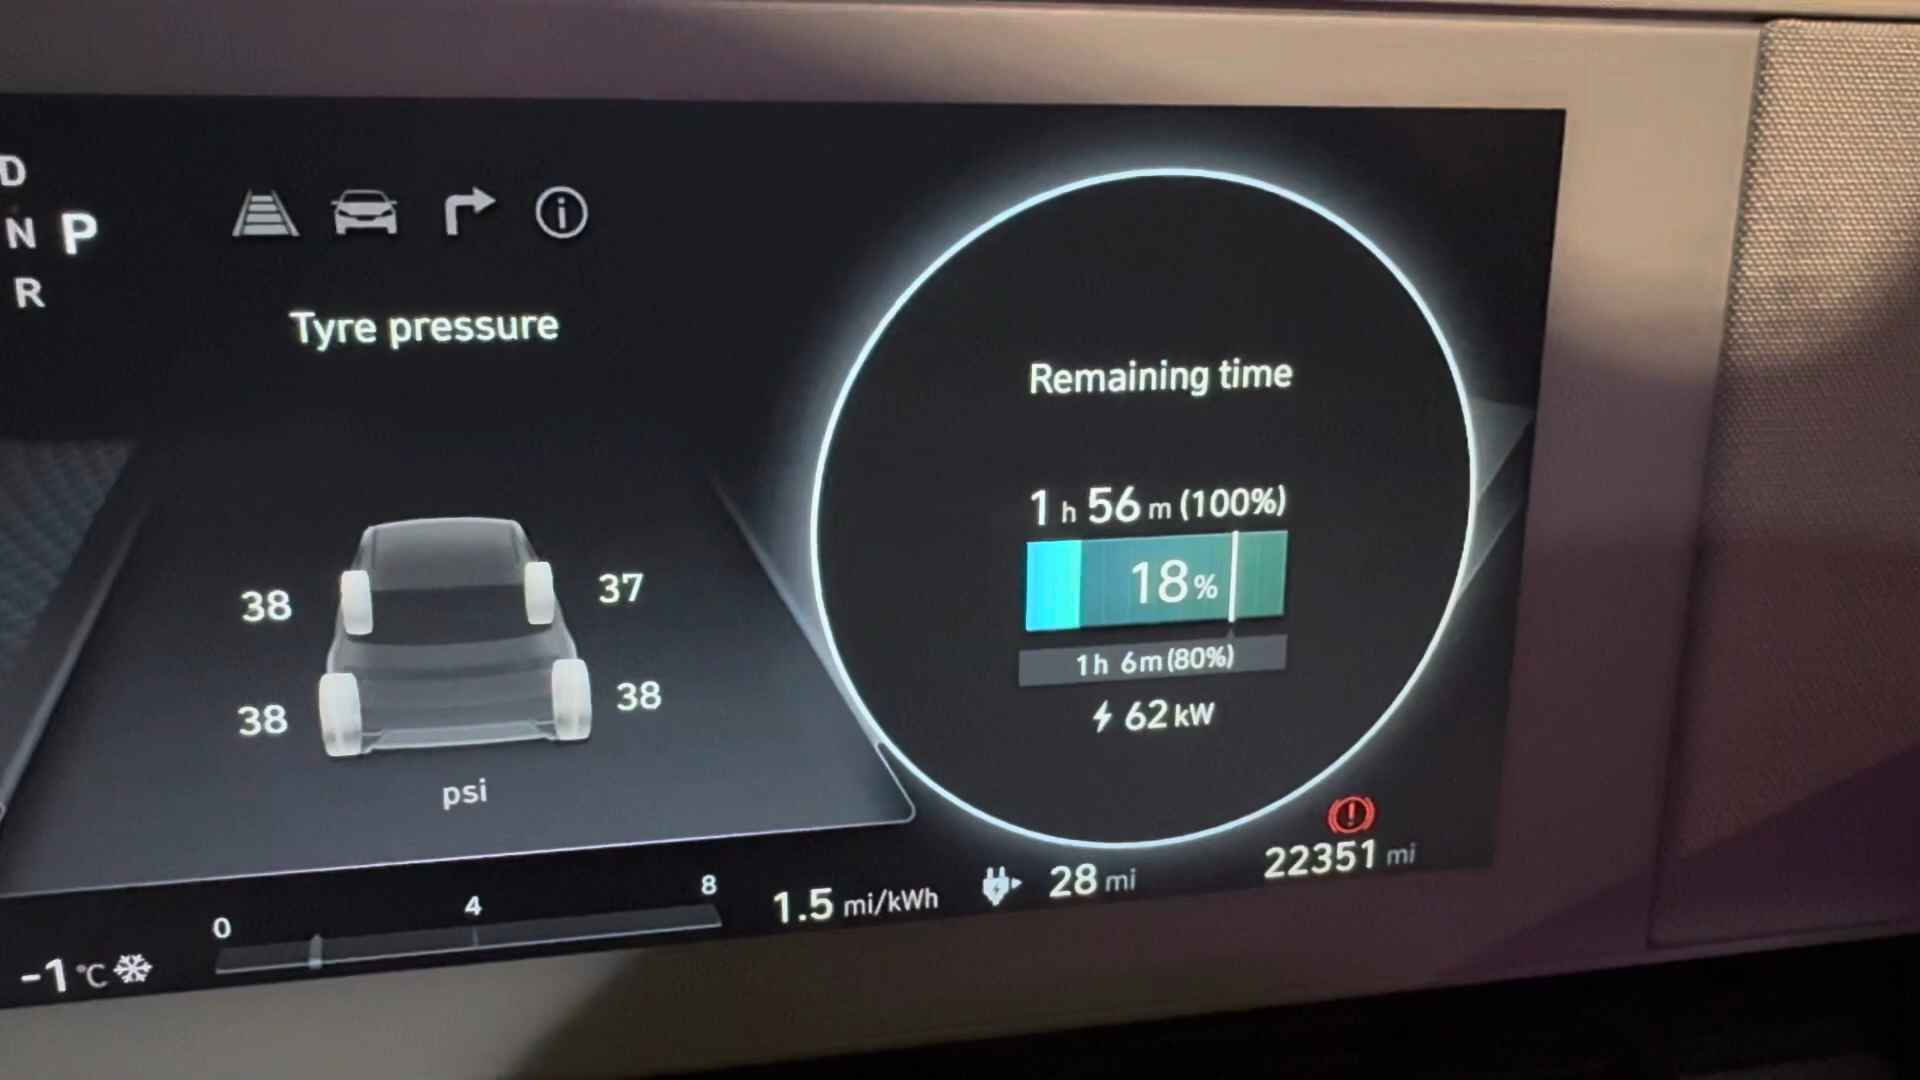 D
N P
R
Tyre pressure
38 37
38 38
psi
Remaining time
1 h 56 m (100%)
18%
1h 6m (80%)
62 kW
-1 °C
0 4 8
1.5 mi/kWh
28 mi
22351 mi